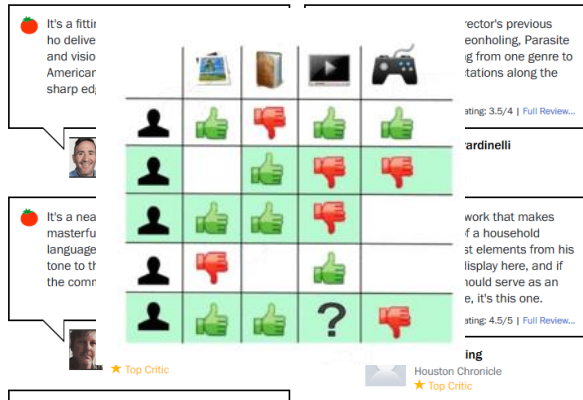 It's a fittin
ho delive
and visio
American
sharp edg
rector's previous
eonholing, Parasite
g from one genre to
tations along the
ating: 3.5/4 | Full Review...
ardinelli
It's a nea
masterfu
language
tone to th
the comm
work that makes
of a household
st elements from his
display here, and if
hould serve as an
e, it's this one.
ating: 4.5/5 | Full Review...
?
Top Critic
ing
Houston Chronicle
Top Critic